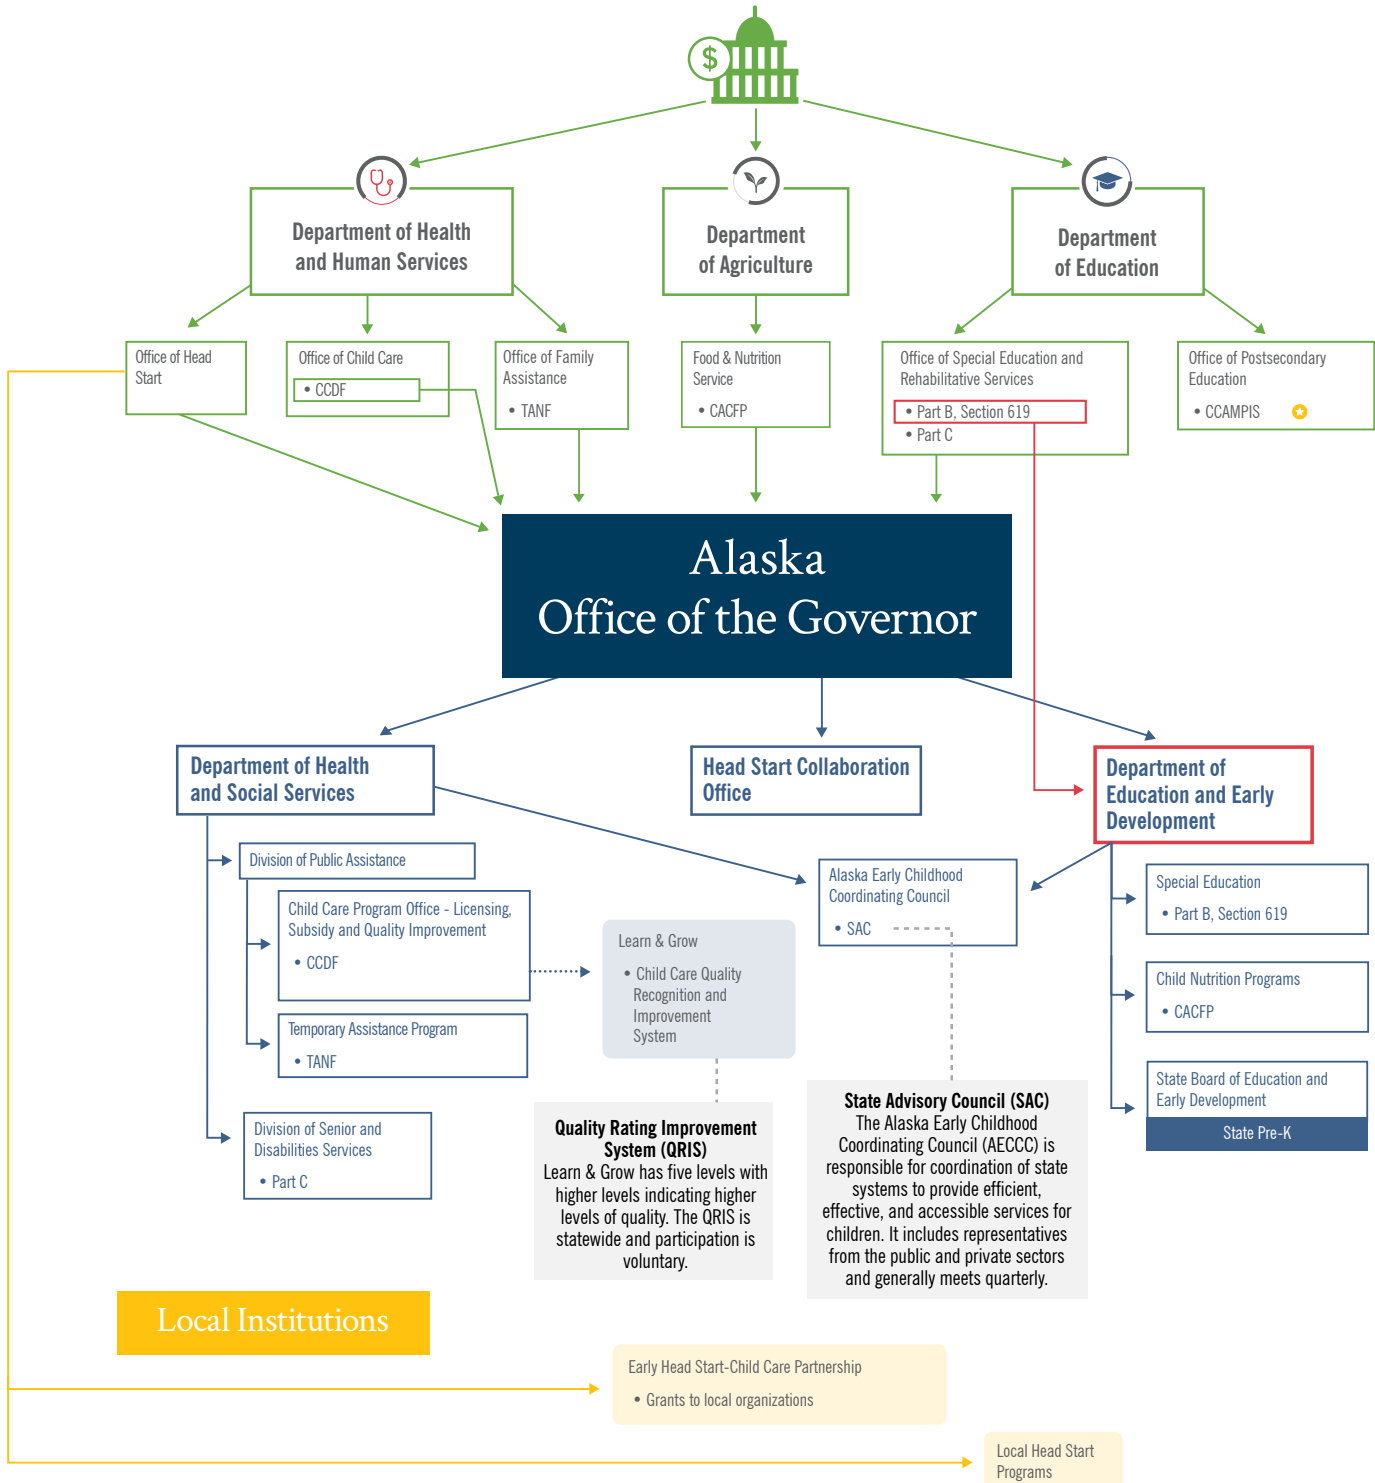 $
Department of Health
and Human Services
Department
of Agriculture
Department
of Education
Office of Head
Start
Office of Child Care
• CCDF
Office of Family
Assistance
• TANF
Food & Nutrition
Service
• CACFP
Office of Special Education and
Rehabilitative Services
• Part B, Section 619
• Part C
Office of Postsecondary
Education
• CCAMPIS
Alaska
Office of the Governor
Department of Health
and Social Services
Head Start Collaboration
Office
Department of
Education and Early
Development
Division of Public Assistance
Child Care Program Office - Licensing,
Subsidy and Quality Improvement
• CCDF
Temporary Assistance Program
• TANF
Division of Senior and
Disabilities Services
• Part C
Learn & Grow
• Child Care Quality
Recognition and
Improvement
System
Alaska Early Childhood
Coordinating Council
• SAC
Special Education
• Part B, Section 619
Child Nutrition Programs
• CACFP
State Board of Education and
Early Development
State Pre-K
Quality Rating Improvement
System (QRIS)
Learn & Grow has five levels with
higher levels indicating higher
levels of quality. The QRIS is
statewide and participation is
voluntary.
State Advisory Council (SAC)
The Alaska Early Childhood
Coordinating Council (AECCC) is
responsible for coordination of state
systems to provide efficient,
effective, and accessible services for
children. It includes representatives
from the public and private sectors
and generally meets quarterly.
Local Institutions
Early Head Start-Child Care Partnership
• Grants to local organizations
Local Head Start
Programs